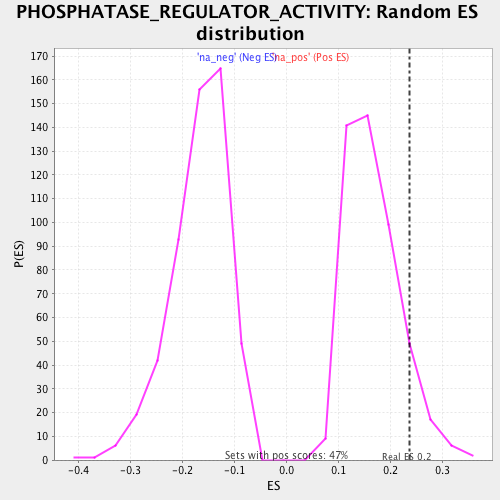 PHOSPHATASE_REGULATOR_ACTIVITY: Random ES
distribution
'na_neg' (Neg ES)
'na_pos' (Pos ES)
170
160
150
140
130
120
110
100
90
80
70
60
50
40
30
20
10
0
P(ES)
Sets with pos scores: 47%
Real ES 0.2
-0.4 -0.3 -0.2 -0.1 0.0 0.1 0.2 0.3
ES